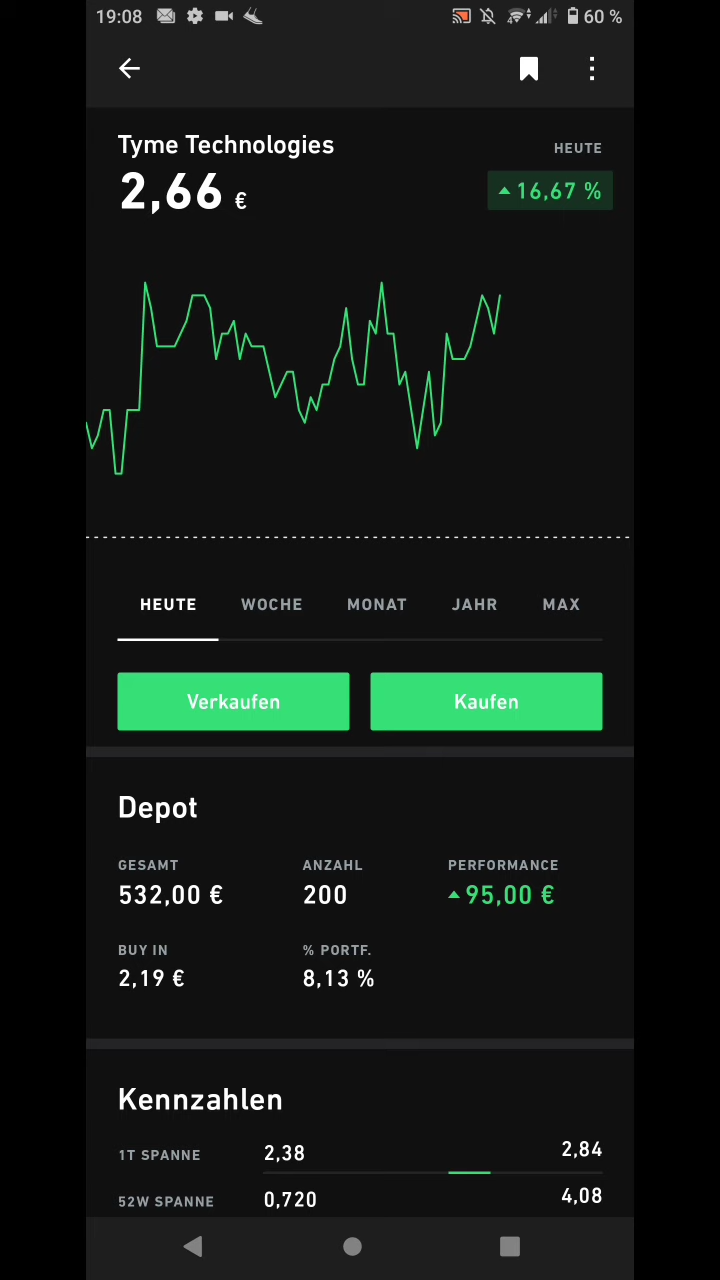 19:08 60 %
Tyme Technologies HEUTE
2,66 € 16,67 %
HEUTE WOCHE MONAT JAHR MAX
Verkaufen Kaufen
Depot
GESAMT ANZAHL PERFORMANCE
532,00 € 200 95,00 €
BUY IN % PORTF.
2,19 € 8,13 %
Kennzahlen
1T SPANNE 2,38 2,84
52W SPANNE 0,720 4,08